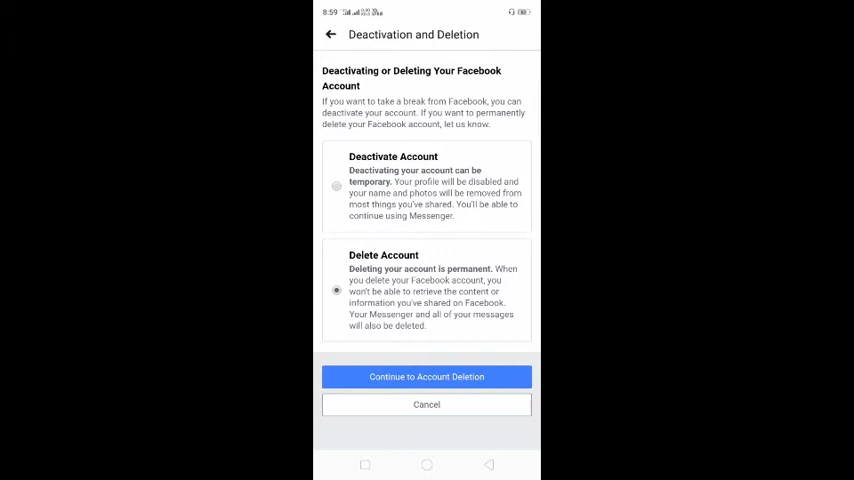 8:59
Deactivation and Deletion
Deactivating or Deleting Your Facebook
Account
If you want to take a break from Facebook, you can
deactivate your account. If you want to permanently
delete your Facebook account, let us know.
Deactivate Account
Deactivating your account can be
temporary. Your profile will be disabled and
your name and photos will be removed from
most things you've shared. You'll be able to
continue using Messenger.
Delete Account
Deleting your account is permanent. When
you delete your Facebook account, you
won't be able to retrieve the content or
information you've shared on Facebook.
Your Messenger and all of your messages
will also be deleted.
Continue to Account Deletion
Cancel